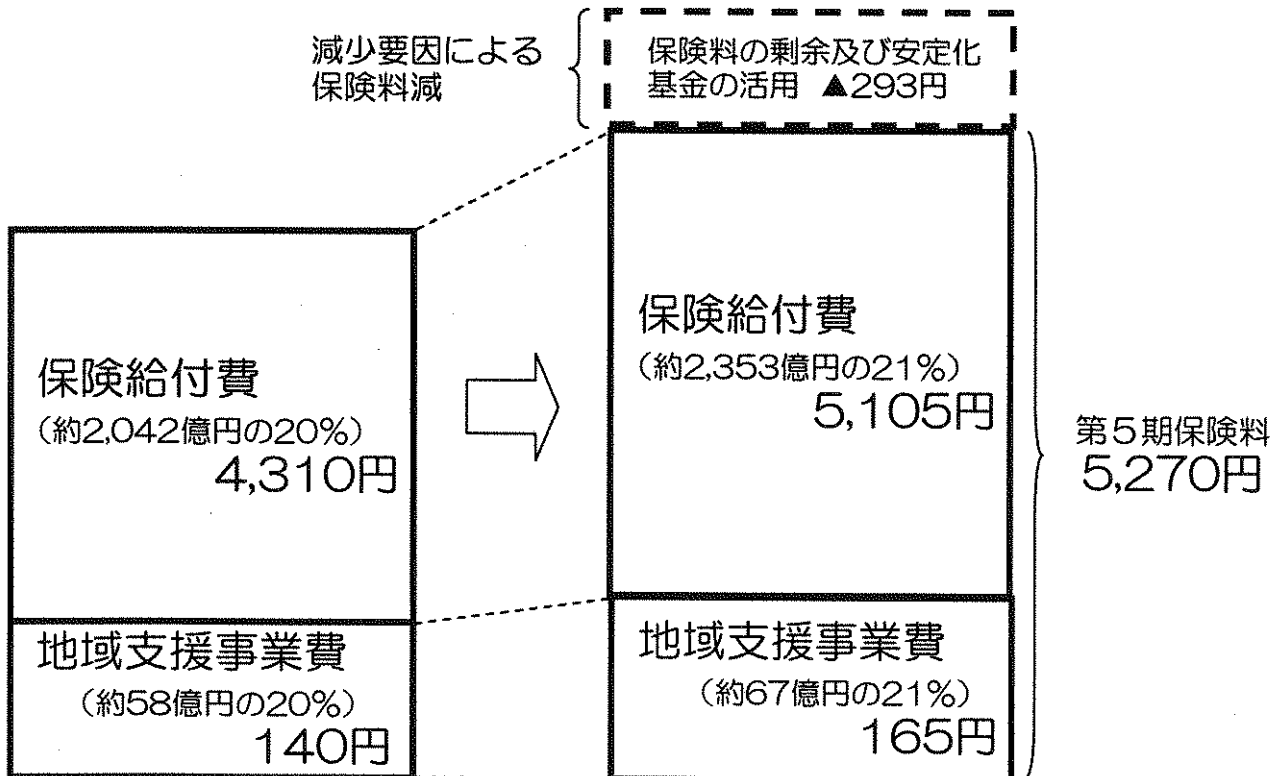 減少要因による
保険料減
保険料の剰余及び安定化
基金の活用 ▲293円
保険給付費
(約2,042億円の20%)
4,310円
地域支援事業費
(約58億円の20%)
140円
保険給付費
(約2,353億円の21%)
5,105円
地域支援事業費
(約67億円の21%)
165円
第5期保険料
5,270円